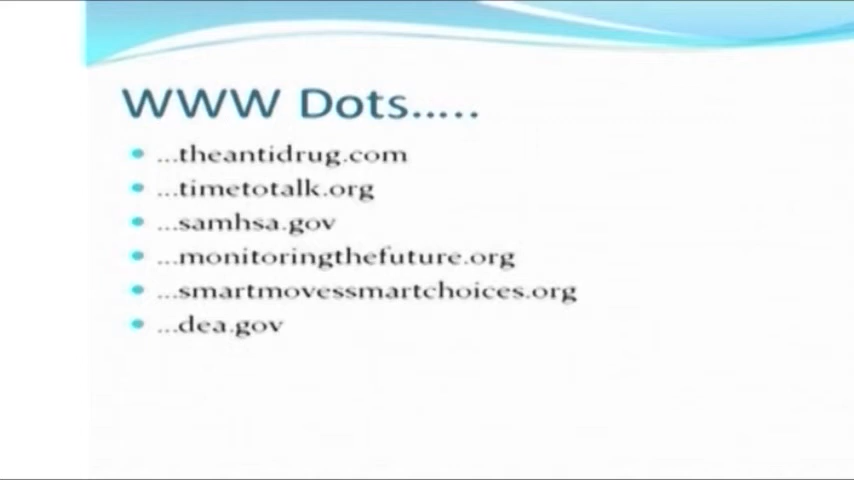 WWW Dots.....
...theantidrug.com
...timetotalk.org
...samhsa.gov
...monitoringthefuture.org
...smartmovessmartchoices.org
...dea.gov